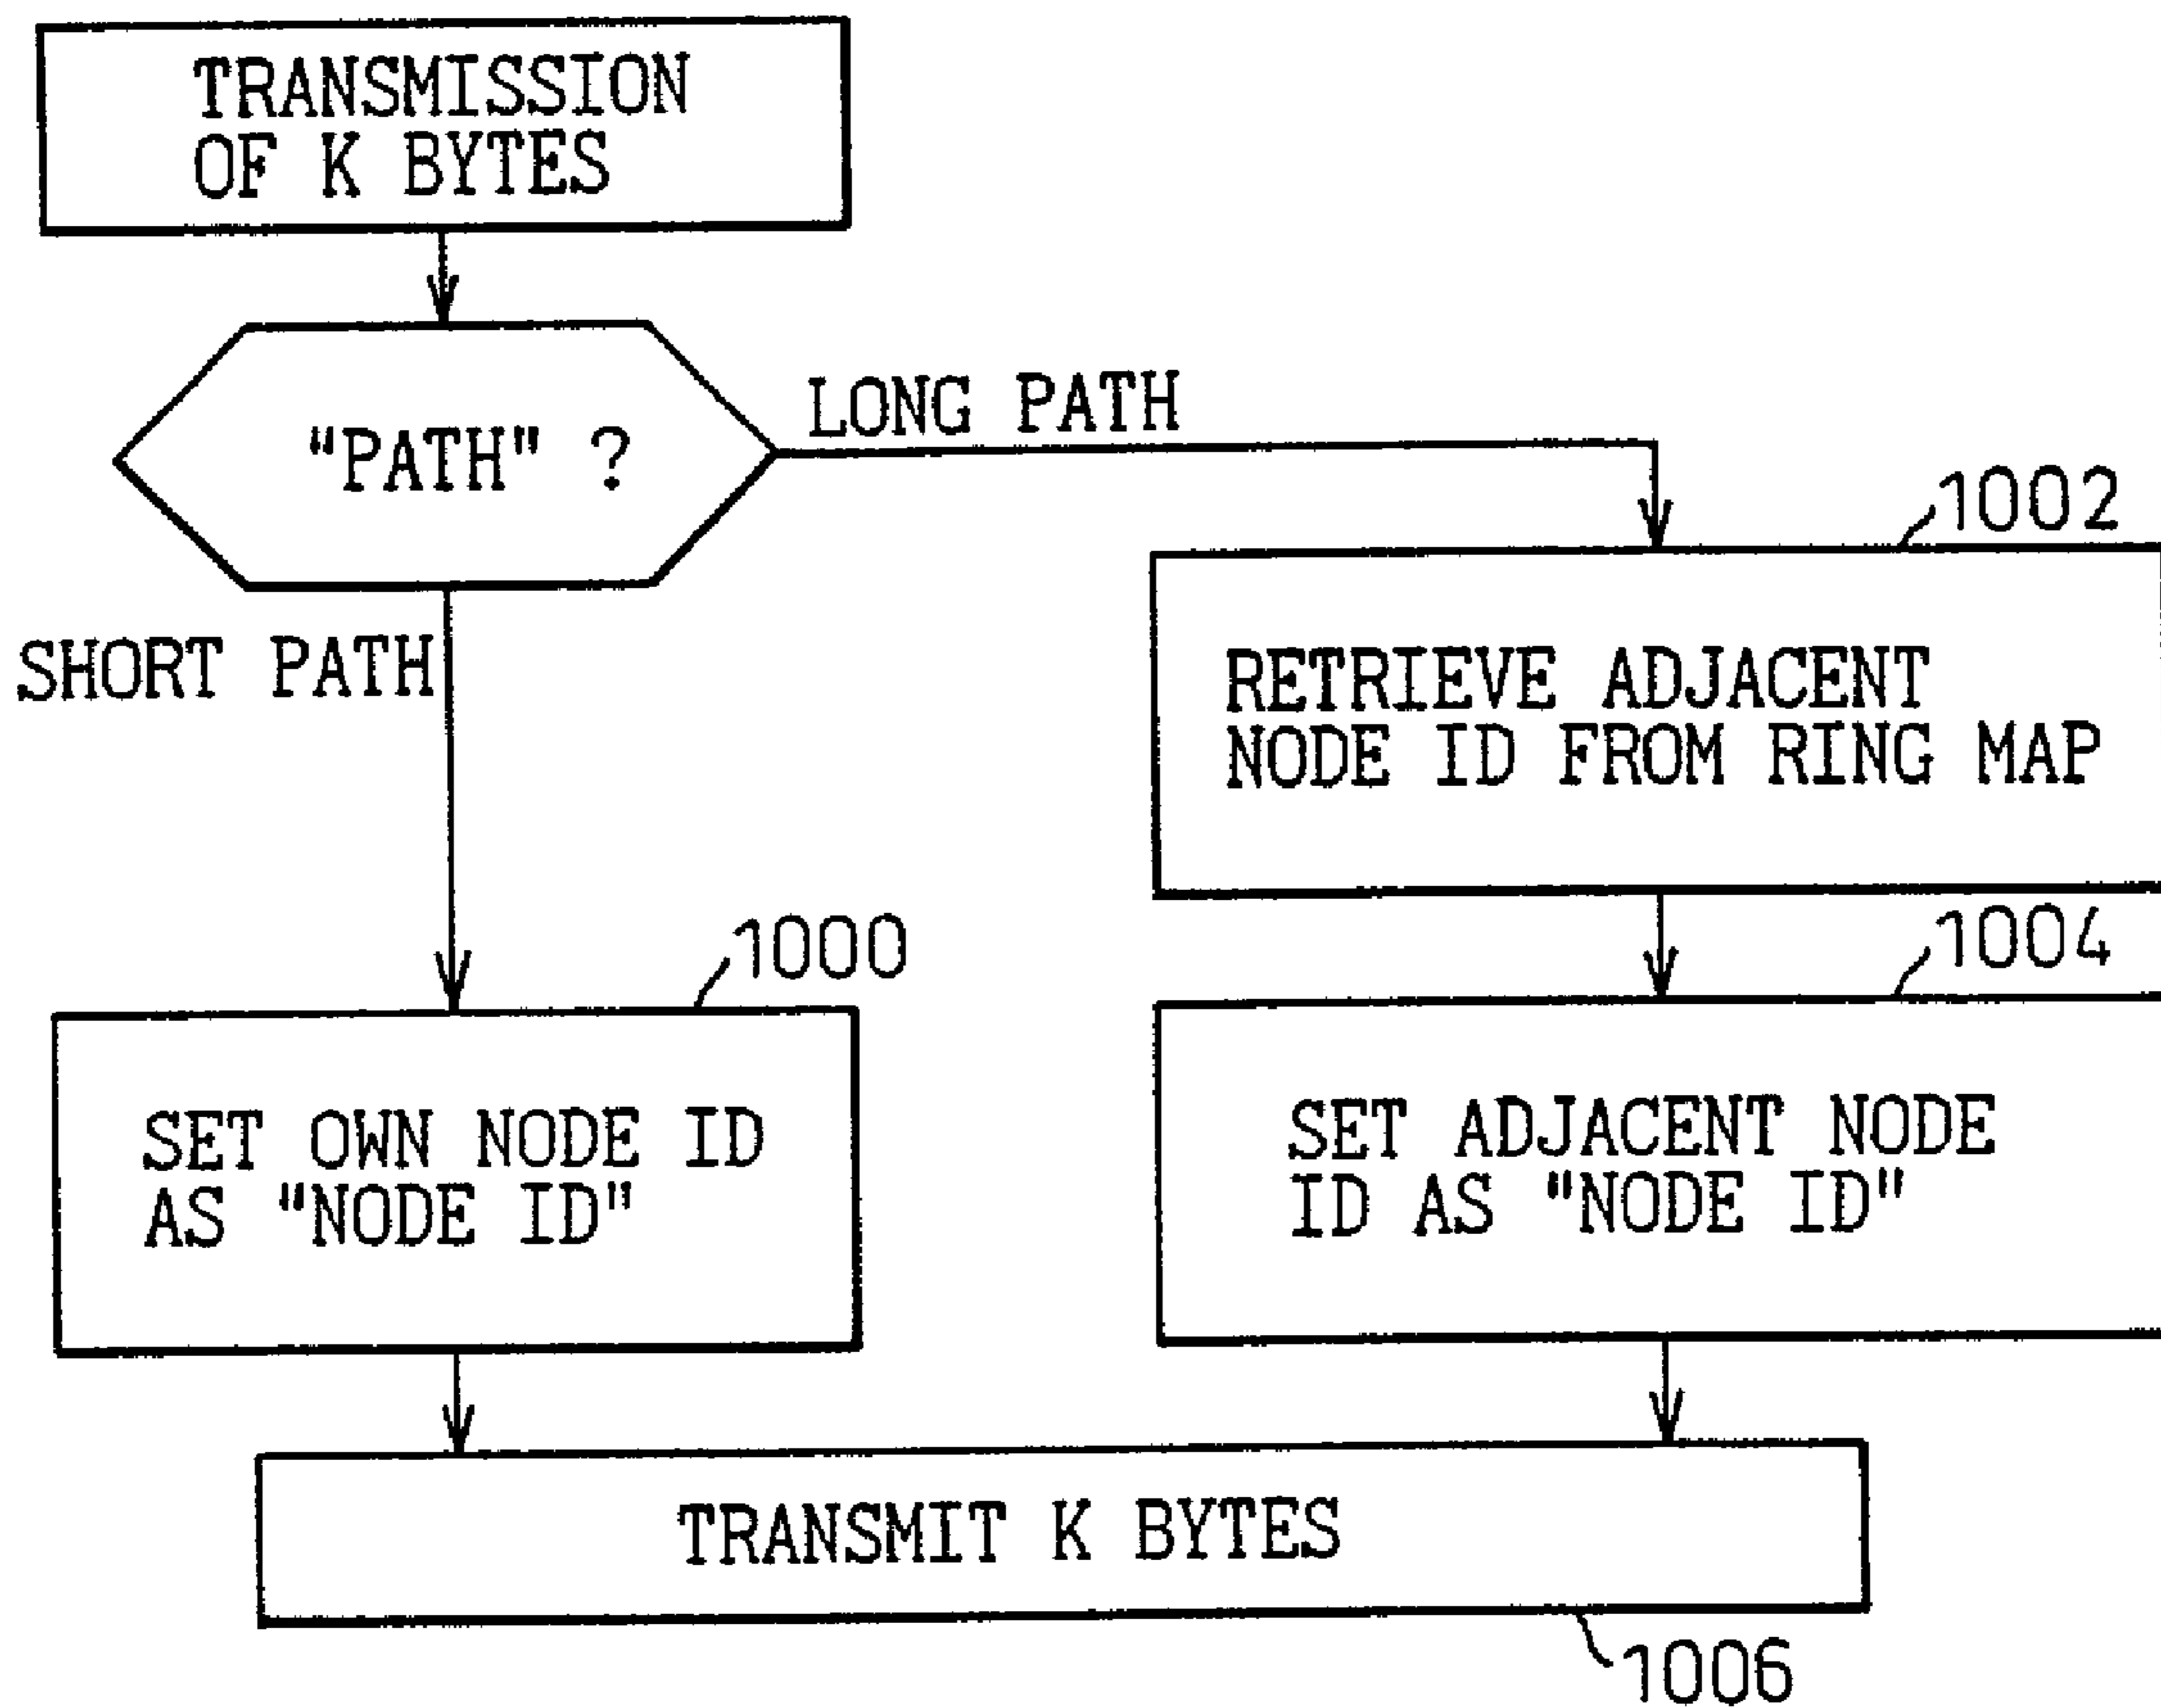 TRANSMISSION
OF K BYTES
"PATH" ?
LONG PATH
SHORT PATH
1002
RETRIEVE ADJACENT
NODE ID FROM RING MAP
1000
SET OWN NODE ID
AS "NODE ID"
1004
SET ADJACENT NODE
ID AS "NODE ID"
TRANSMIT K BYTES
1006